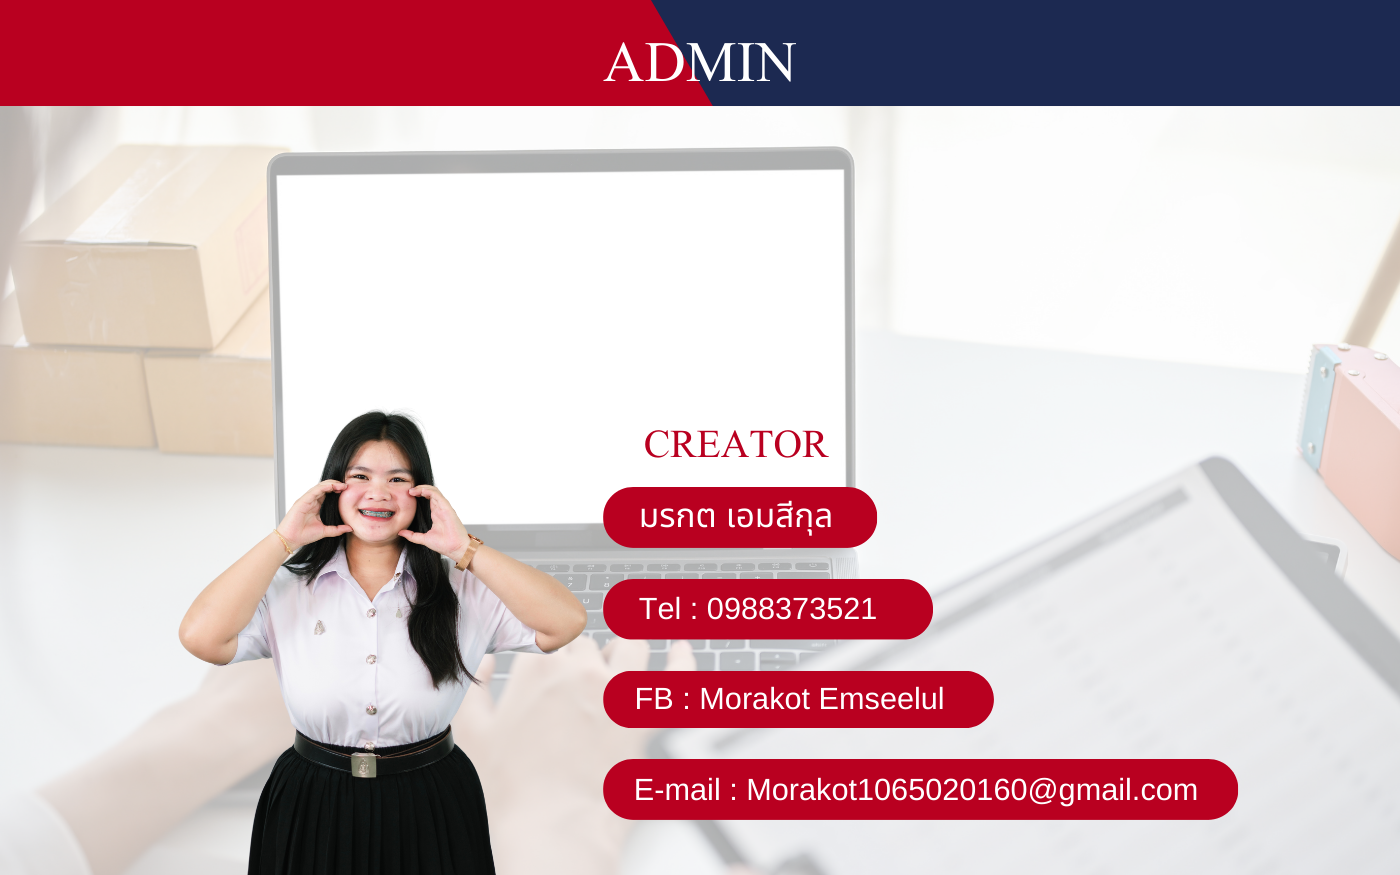 ADMIN
CREATOR
มรกต เอมสีกุล
Tel : 0988373521
FB : Morakot Emseelul
E-mail : Morakot1065020160@gmail.com